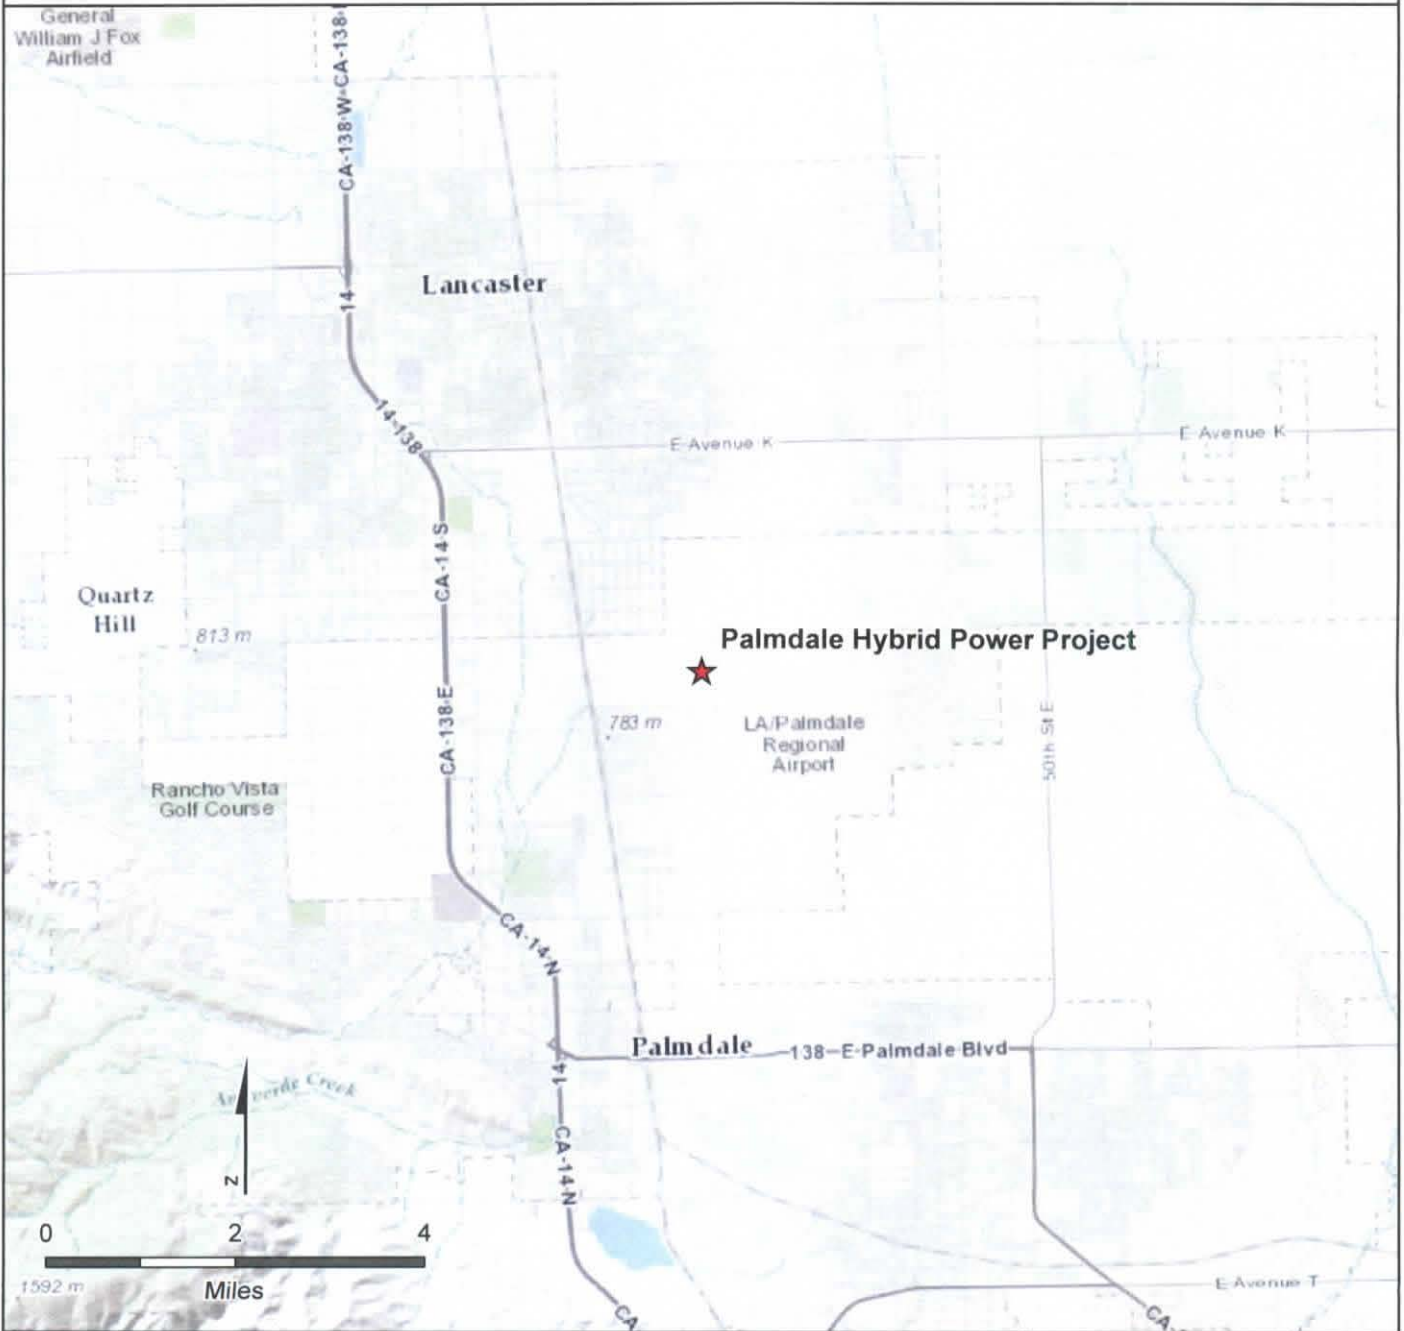 General
William J Fox
Airfield
CA-138-W-CA-138
14
Lancaster
14-138
E Avenue K
E Avenue K
CA-14-S
Quartz
Hill
813 m
Palmdale Hybrid Power Project
CA-138-E
783 m
LA/Palmdale
Regional
Airport
50th St E
Rancho Vista
Golf Course
CA-14-N
Palmdale
138-E-Palmdale Blvd
14
CA-14-N
verde Creek
N
0 2 4
Miles
1592 m
E Avenue T
CA
CA